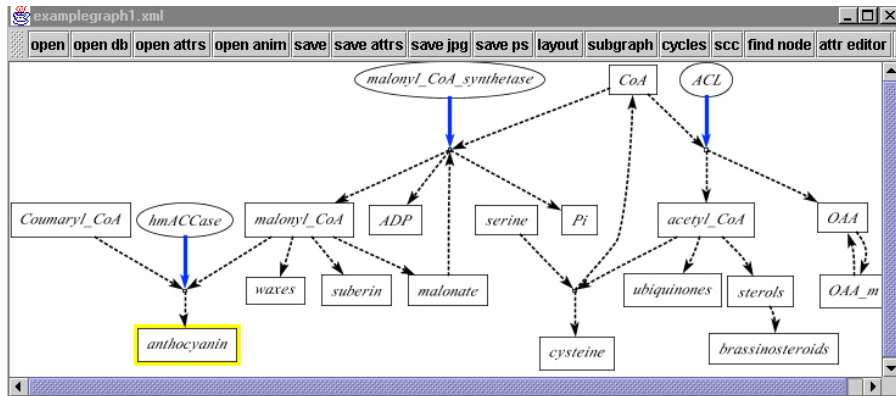 examplegraph1.xml
open open db open attrs open anim save save attrs save jpg save ps layout subgraph cycles scc find node attr editor
malonyl_CoA_synthetase CoA ACL
Coumaryl_CoA hmACCase malonyl_CoA ADP serine Pi acetyl_CoA OAA
waxes suberin malonate ubiquinones sterols OAA_m
anthocyanin cysteine brassinosteroids